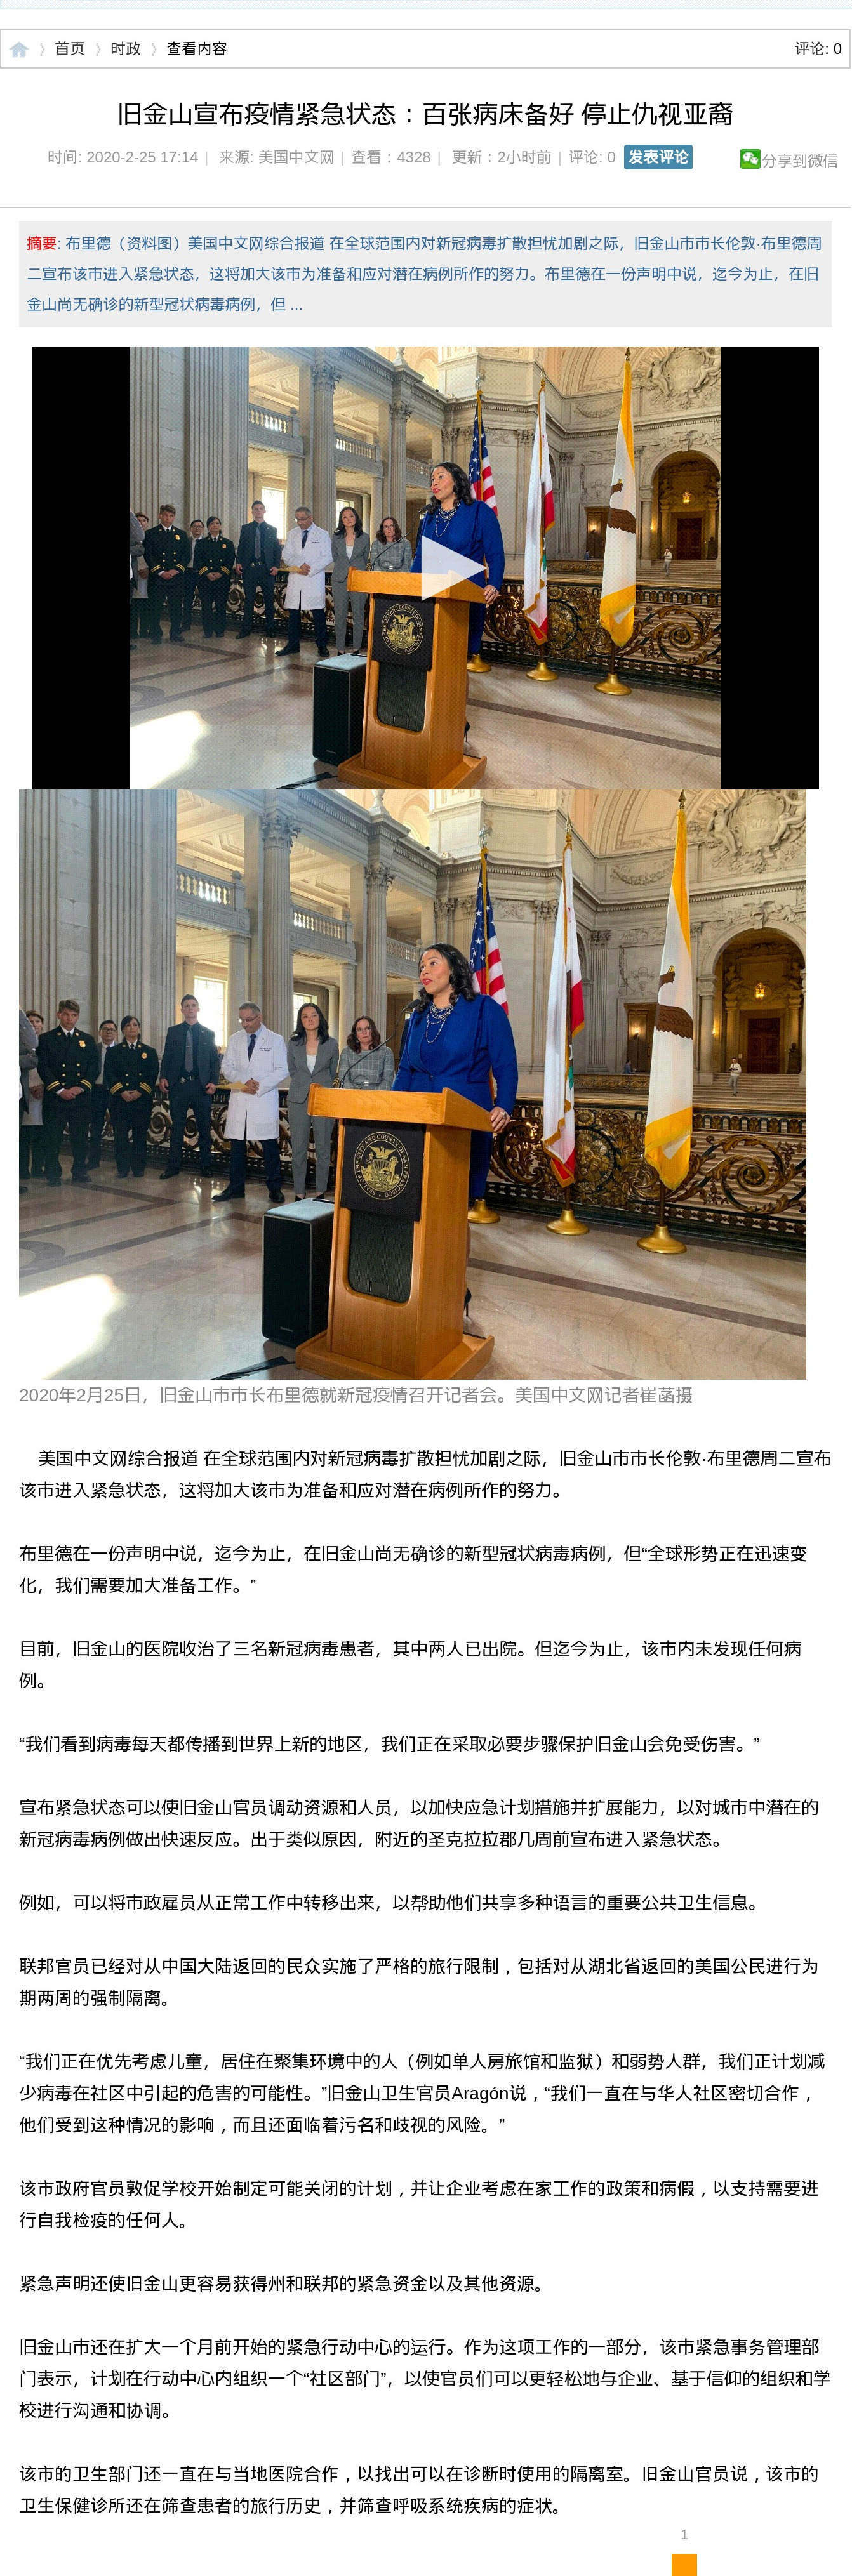 首页 时政 查看内容 评论: 0
旧金山宣布疫情紧急状态：百张病床备好 停止仇视亚裔
时间: 2020-2-25 17:14 | 来源: 美国中文网 | 查看：4328 | 更新：2小时前 | 评论: 0 发表评论 分享到微信
摘要: 布里德（资料图）美国中文网综合报道 在全球范围内对新冠病毒扩散担忧加剧之际，旧金山市市长伦敦·布里德周
二宣布该市进入紧急状态，这将加大该市为准备和应对潜在病例所作的努力。布里德在一份声明中说，迄今为止，在旧
金山尚无确诊的新型冠状病毒病例，但 ...
SEAL OF THE CITY AND COUNTY OF SAN FRANCISCO
2020年2月25日，旧金山市市长布里德就新冠疫情召开记者会。美国中文网记者崔菡摄
美国中文网综合报道 在全球范围内对新冠病毒扩散担忧加剧之际，旧金山市市长伦敦·布里德周二宣布
该市进入紧急状态，这将加大该市为准备和应对潜在病例所作的努力。
布里德在一份声明中说，迄今为止，在旧金山尚无确诊的新型冠状病毒病例，但“全球形势正在迅速变
化，我们需要加大准备工作。”
目前，旧金山的医院收治了三名新冠病毒患者，其中两人已出院。但迄今为止，该市内未发现任何病
例。
“我们看到病毒每天都传播到世界上新的地区，我们正在采取必要步骤保护旧金山会免受伤害。”
宣布紧急状态可以使旧金山官员调动资源和人员，以加快应急计划措施并扩展能力，以对城市中潜在的
新冠病毒病例做出快速反应。出于类似原因，附近的圣克拉拉郡几周前宣布进入紧急状态。
例如，可以将市政雇员从正常工作中转移出来，以帮助他们共享多种语言的重要公共卫生信息。
联邦官员已经对从中国大陆返回的民众实施了严格的旅行限制，包括对从湖北省返回的美国公民进行为
期两周的强制隔离。
“我们正在优先考虑儿童，居住在聚集环境中的人（例如单人房旅馆和监狱）和弱势人群，我们正计划减
少病毒在社区中引起的危害的可能性。”旧金山卫生官员Aragón说，“我们一直在与华人社区密切合作，
他们受到这种情况的影响，而且还面临着污名和歧视的风险。”
该市政府官员敦促学校开始制定可能关闭的计划，并让企业考虑在家工作的政策和病假，以支持需要进
行自我检疫的任何人。
紧急声明还使旧金山更容易获得州和联邦的紧急资金以及其他资源。
旧金山市还在扩大一个月前开始的紧急行动中心的运行。作为这项工作的一部分，该市紧急事务管理部
门表示，计划在行动中心内组织一个“社区部门”，以使官员们可以更轻松地与企业、基于信仰的组织和学
校进行沟通和协调。
该市的卫生部门还一直在与当地医院合作，以找出可以在诊断时使用的隔离室。旧金山官员说，该市的
卫生保健诊所还在筛查患者的旅行历史，并筛查呼吸系统疾病的症状。
1